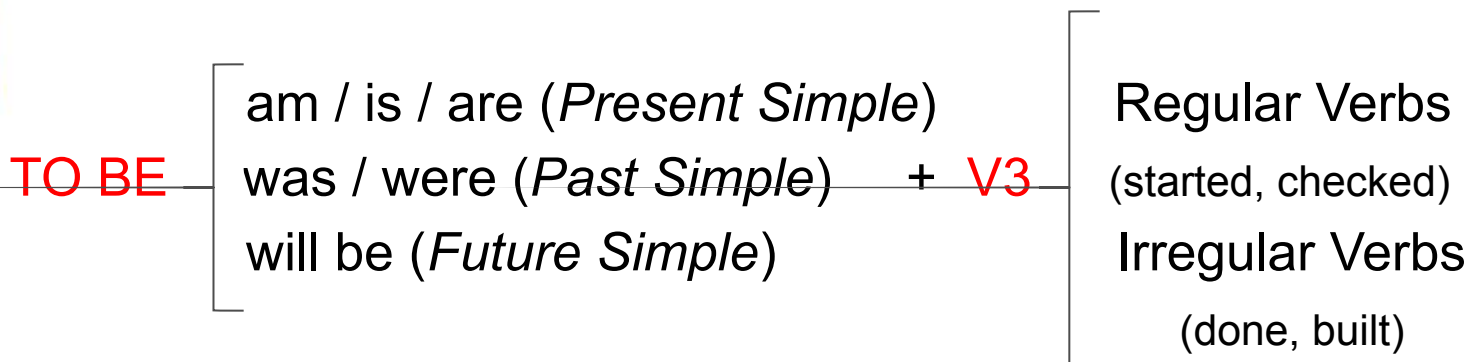 am / is / are (Present Simple) Regular Verbs
TO BE was / were (Past Simple) + V3 (started, checked)
will be (Future Simple) Irregular Verbs
(done, built)